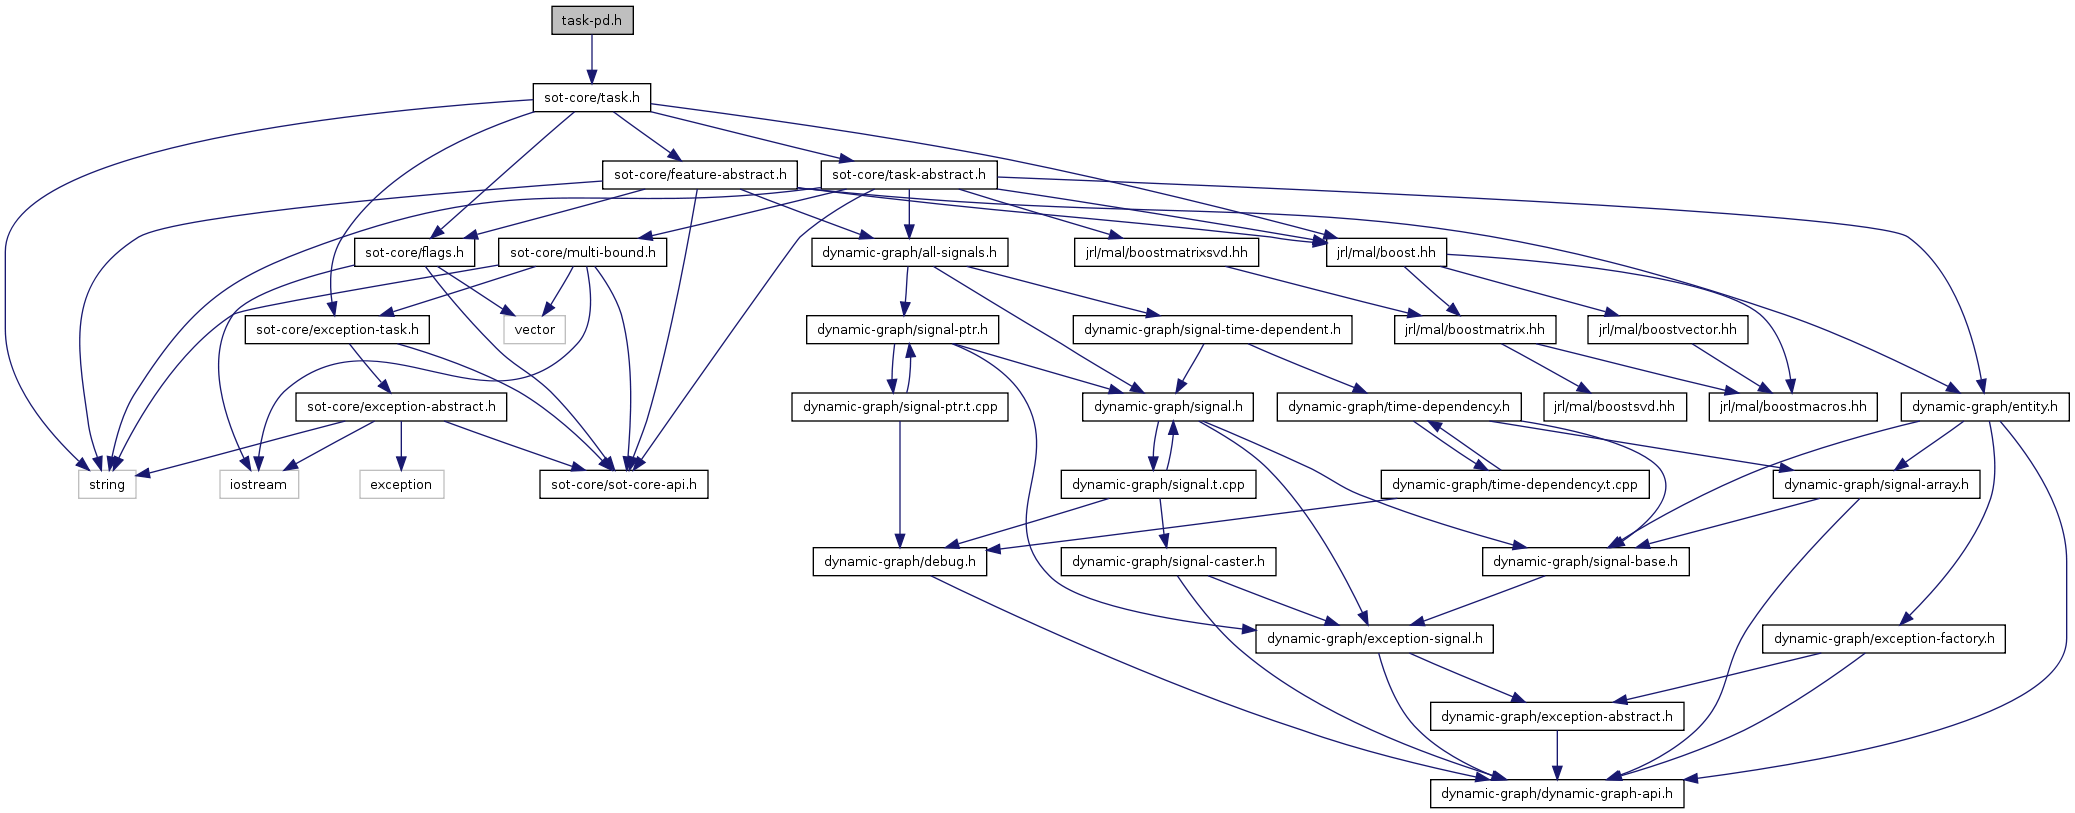 task-pd.h
sot-core/task.h
sot-core/feature-abstract.h
sot-core/task-abstract.h
sot-core/flags.h
sot-core/multi-bound.h
dynamic-graph/all-signals.h
jrl/mal/boostmatrixsvd.hh
jrl/mal/boost.hh
sot-core/exception-task.h
vector
dynamic-graph/signal-ptr.h
dynamic-graph/signal-time-dependent.h
jrl/mal/boostmatrix.hh
jrl/mal/boostvector.hh
sot-core/exception-abstract.h
dynamic-graph/signal-ptr.t.cpp
dynamic-graph/signal.h
dynamic-graph/time-dependency.h
jrl/mal/boostsvd.hh
jrl/mal/boostmacros.hh
dynamic-graph/entity.h
string
iostream
exception
sot-core/sot-core-api.h
dynamic-graph/signal.t.cpp
dynamic-graph/time-dependency.t.cpp
dynamic-graph/signal-array.h
dynamic-graph/debug.h
dynamic-graph/signal-caster.h
dynamic-graph/signal-base.h
dynamic-graph/exception-signal.h
dynamic-graph/exception-factory.h
dynamic-graph/exception-abstract.h
dynamic-graph/dynamic-graph-api.h